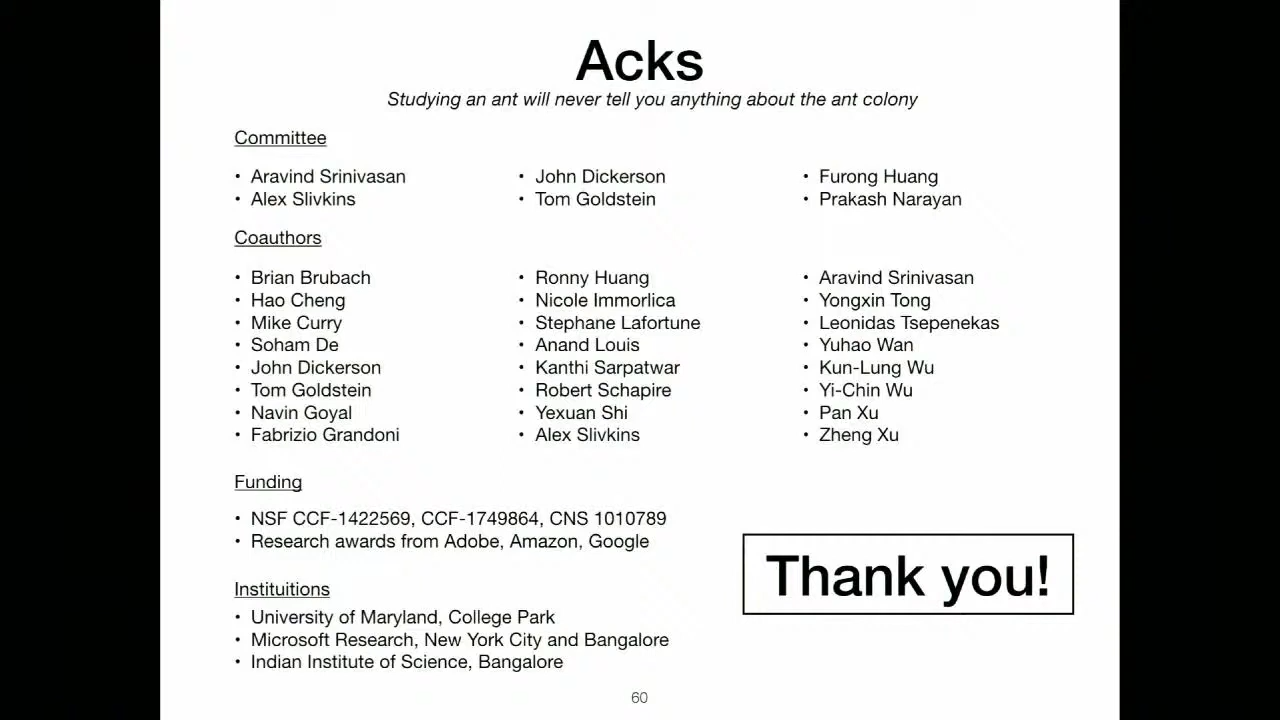 Acks
Studying an ant will never tell you anything about the ant colony
Committee
• Aravind Srinivasan
• Alex Slivkins
• John Dickerson
• Tom Goldstein
• Furong Huang
• Prakash Narayan
Coauthors
• Brian Brubach
• Hao Cheng
• Mike Curry
• Soham De
• John Dickerson
• Tom Goldstein
• Navin Goyal
• Fabrizio Grandoni
• Ronny Huang
• Nicole Immorlica
• Stephane Lafortune
• Anand Louis
• Kanthi Sarpatwar
• Robert Schapire
• Yexuan Shi
• Alex Slivkins
• Aravind Srinivasan
• Yongxin Tong
• Leonidas Tsepenekas
• Yuhao Wan
• Kun-Lung Wu
• Yi-Chin Wu
• Pan Xu
• Zheng Xu
Funding
• NSF CCF-1422569, CCF-1749864, CNS 1010789
• Research awards from Adobe, Amazon, Google
Instituitions
• University of Maryland, College Park
• Microsoft Research, New York City and Bangalore
• Indian Institute of Science, Bangalore
Thank you!
60